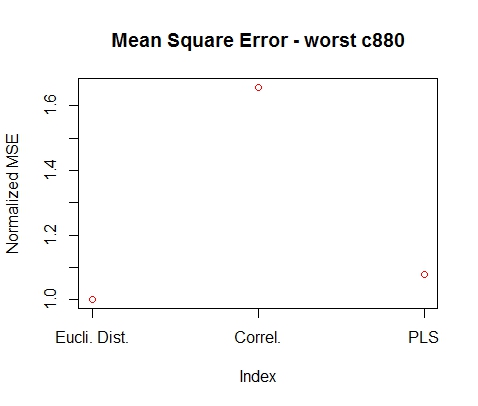 Mean Square Error - worst c880
Normalized MSE
1.6
1.4
1.2
1.0
Eucli. Dist. Correl. PLS
Index